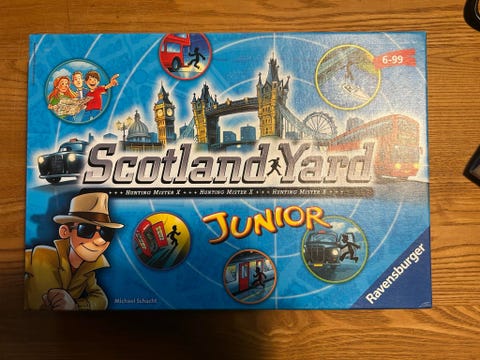 6-99
Scotland Yard
HUNTING MISTER X HUNTING MISTER X HUNTING MISTER X
JUNIOR
Ravensburger
Michael Schacht